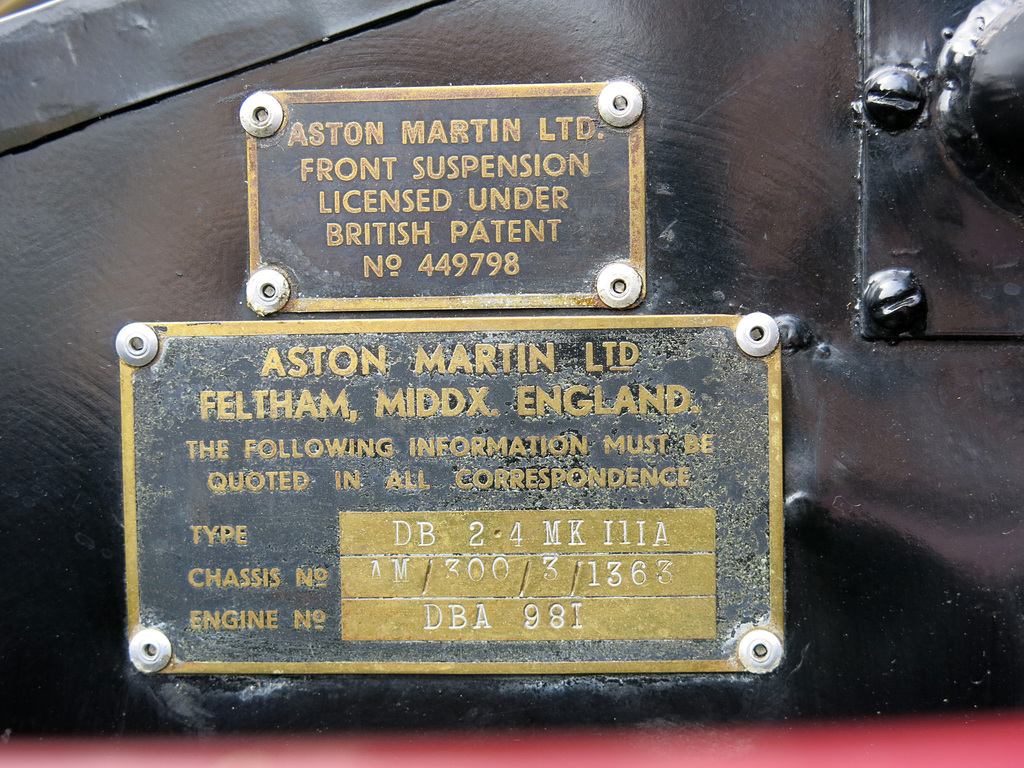 ASTON MARTIN LTD.
FRONT SUSPENSION
LICENSED UNDER
BRITISH PATENT
Nº 449798
ASTON MARTIN LTD
FELTHAM, MIDDX. ENGLAND.
THE FOLLOWING INFORMATION MUST BE
QUOTED IN ALL CORRESPONDENCE
TYPE DB 2·4 MK IIIA
CHASSIS Nº AM/300/3/1363
ENGINE Nº DBA 981